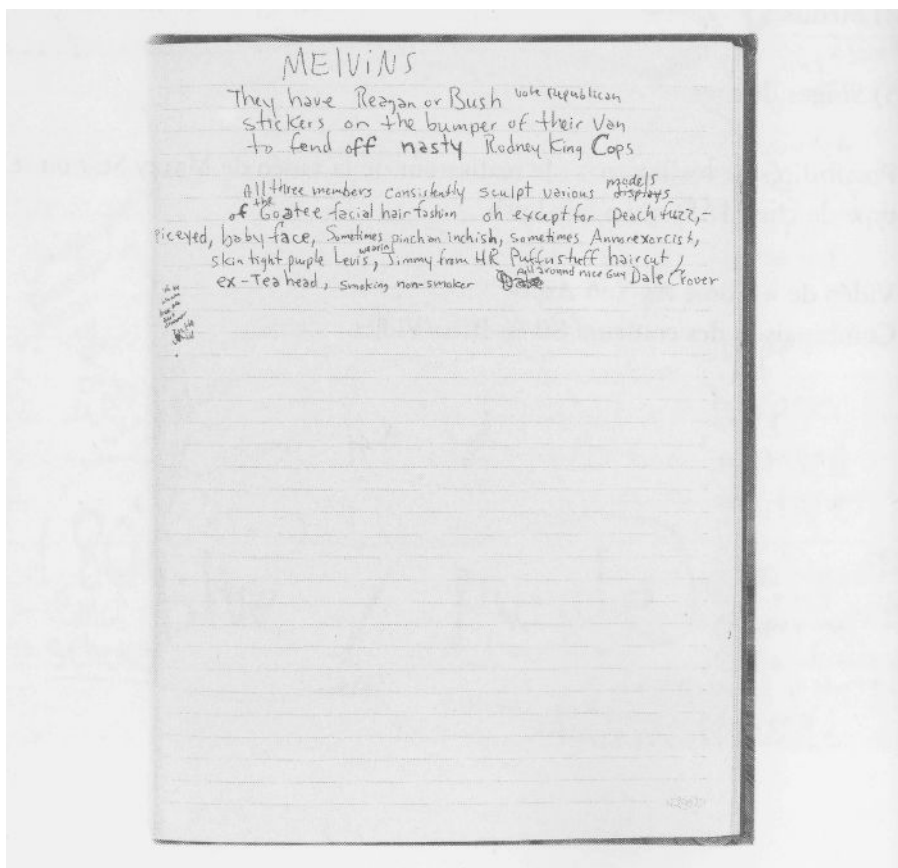 MElViNS
They have Reagan or Bush vote Republican
stickers on the bumper of their Van
to fend off nasty Rodney King Cops
All three members consistently sculpt various models displays
of the Goatee facial hair fashion oh except for peach fuzz,-
piceyed, baby face, Sometimes pinch an inchish, sometimes Annorexorcist,
skin tight purple Levis, wearing Jimmy from HR Puffnstuff haircut,
ex-Tea head, smoking non-smoker All around nice Guy Dale Crover